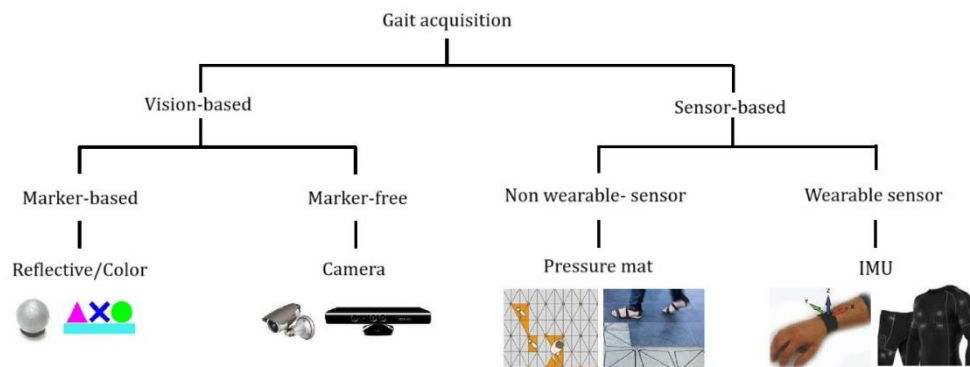 Gait acquisition
Vision-based
Sensor-based
Marker-based
Marker-free
Non wearable- sensor
Wearable sensor
Reflective/Color
Camera
Pressure mat
IMU